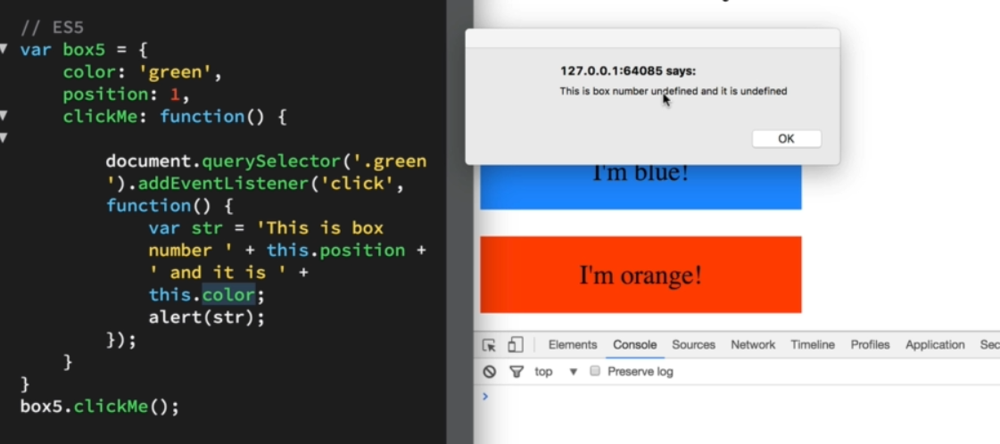 // ES5
var box5 = {
color: 'green',
position: 1,
clickMe: function() {
document.querySelector('.green
').addEventListener('click',
function() {
var str = 'This is box
number ' + this.position +
' and it is ' +
this.color;
alert(str);
});
}
}
box5.clickMe();
127.0.0.1:64085 says:
This is box number undefined and it is undefined
OK
I'm blue!
I'm orange!
Elements Console Sources Network Timeline Profiles Application Sec
top Preserve log